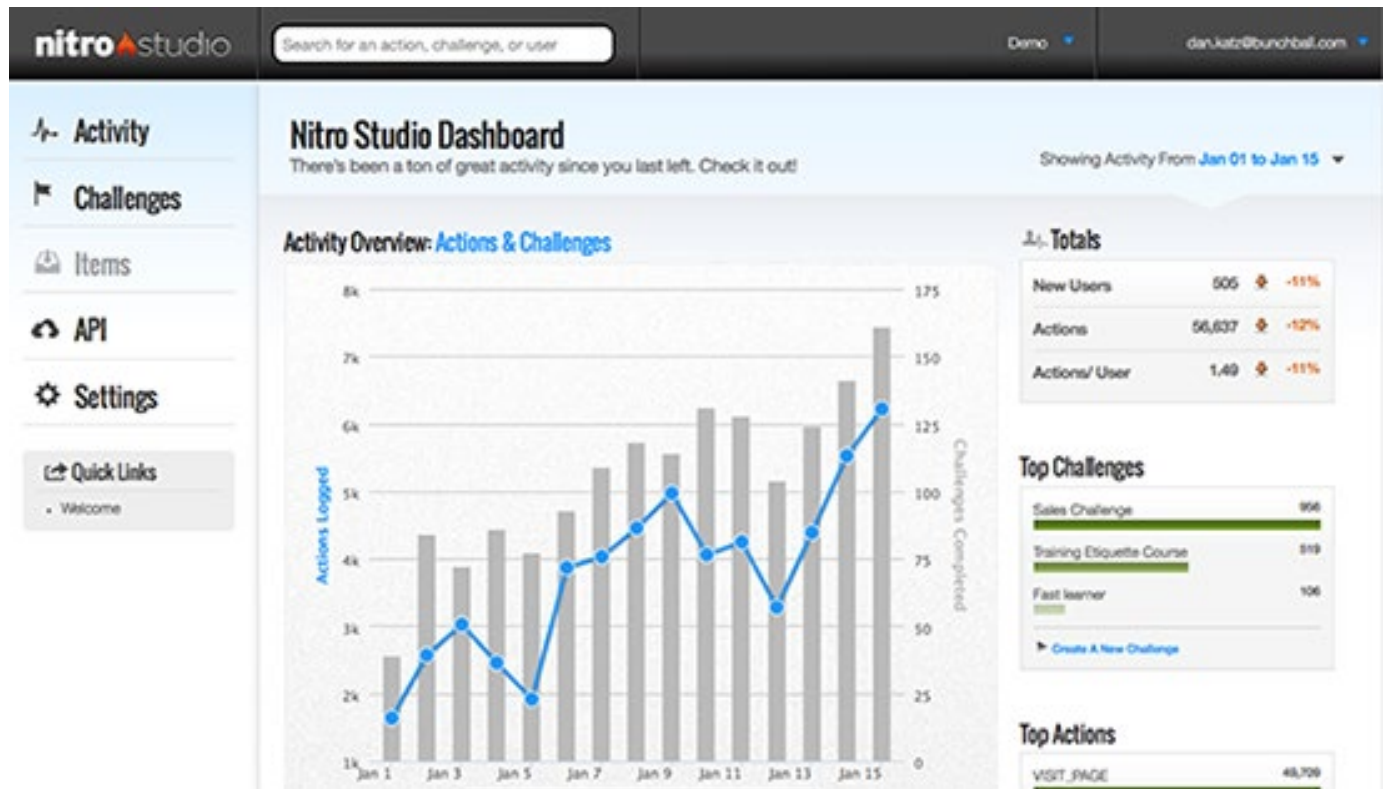 nitro studio
Search for an action, challenge, or user
Demo
dan.katz@bunchball.com
Activity
Challenges
Items
API
Settings
Quick Links
Welcome
Nitro Studio Dashboard
There's been a ton of great activity since you last left. Check it out!
Showing Activity From Jan 01 to Jan 15
Activity Overview: Actions & Challenges
8k
7k
6k
5k
4k
3k
2k
1k
Actions Logged
175
150
125
100
75
50
25
0
Challenges Completed
Jan 1 Jan 3 Jan 5 Jan 7 Jan 9 Jan 11 Jan 13 Jan 15
Totals
New Users 505 -11%
Actions 56,637 -12%
Actions/ User 1.49 -11%
Top Challenges
Sales Challenge
Training Etiquette Course 519
Fast learner 106
Create A New Challenge
Top Actions
VISIT_PAGE 49,709